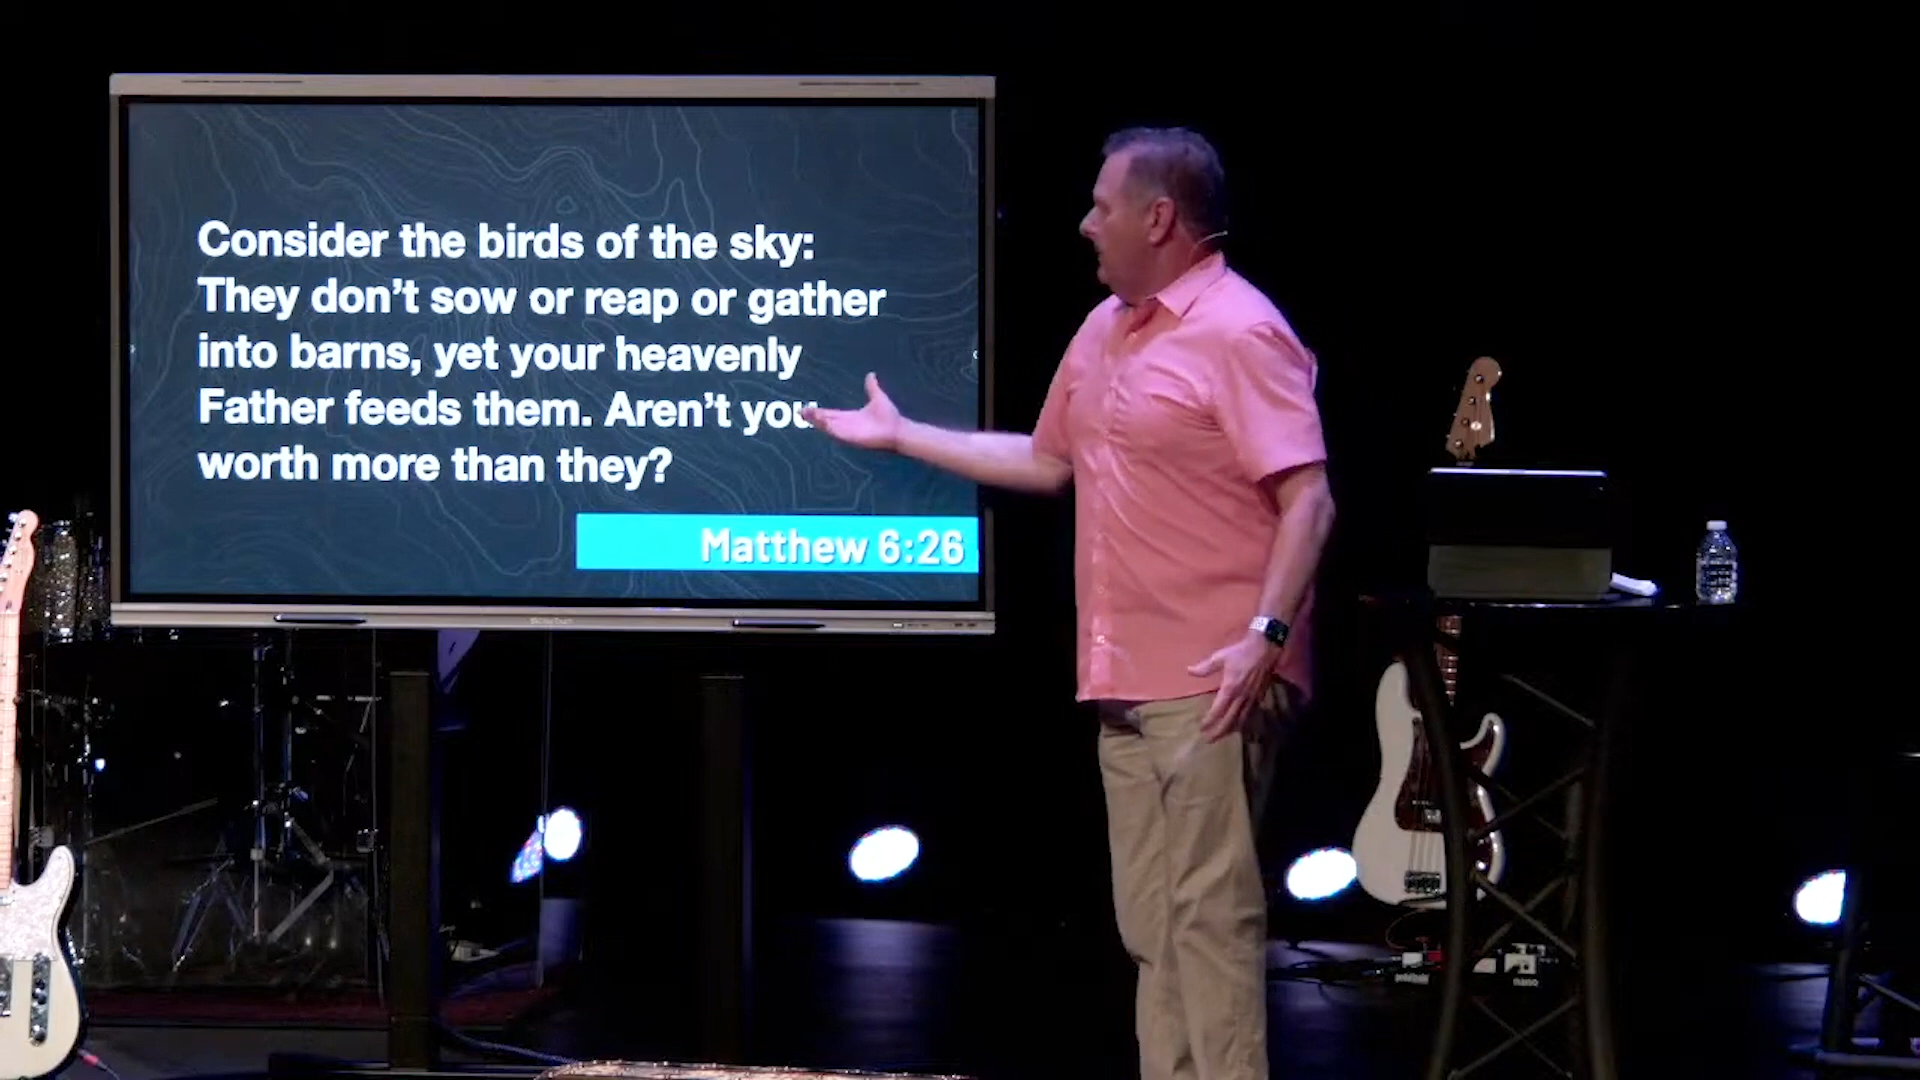 Consider the birds of the sky:
They don't sow or reap or gather
into barns, yet your heavenly
Father feeds them. Aren't you
worth more than they?
Matthew 6:26